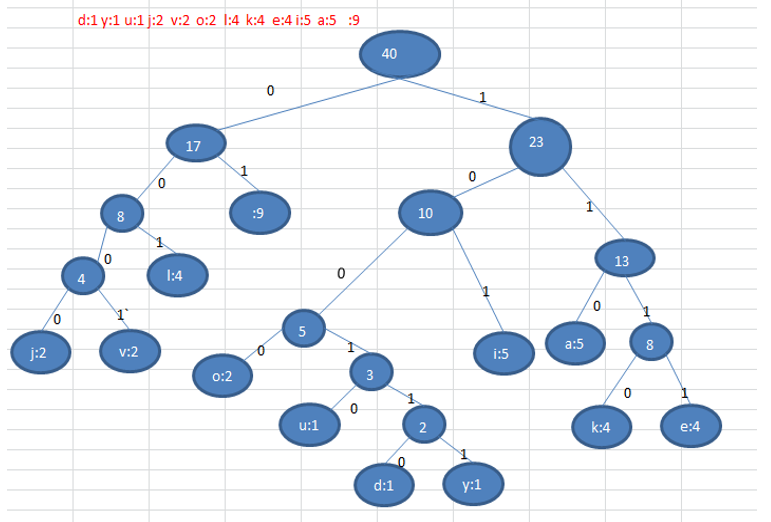 d:1 y:1 u:1 j:2 v:2 o:2 l:4 k:4 e:4 i:5 a:5 :9
40
0 1
17 23
0 1 0 1
8 :9 10
0 1 0 1 13
4 l:4 0 1
0 1` 5 i:5 a:5 8
j:2 v:2 0 1 0 1
o:2 3 k:4 e:4
0 1
u:1 2
0 1
d:1 y:1